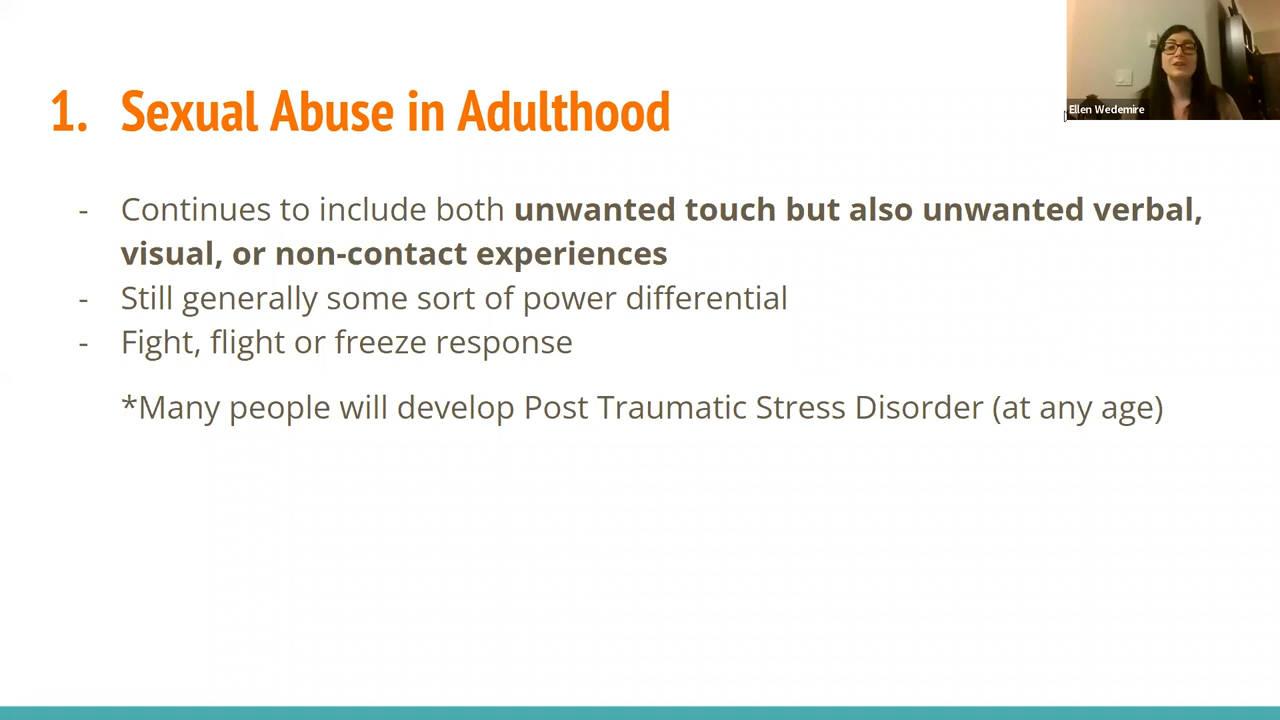 Ellen Wedemire
1. Sexual Abuse in Adulthood
- Continues to include both unwanted touch but also unwanted verbal,
visual, or non-contact experiences
- Still generally some sort of power differential
- Fight, flight or freeze response
*Many people will develop Post Traumatic Stress Disorder (at any age)